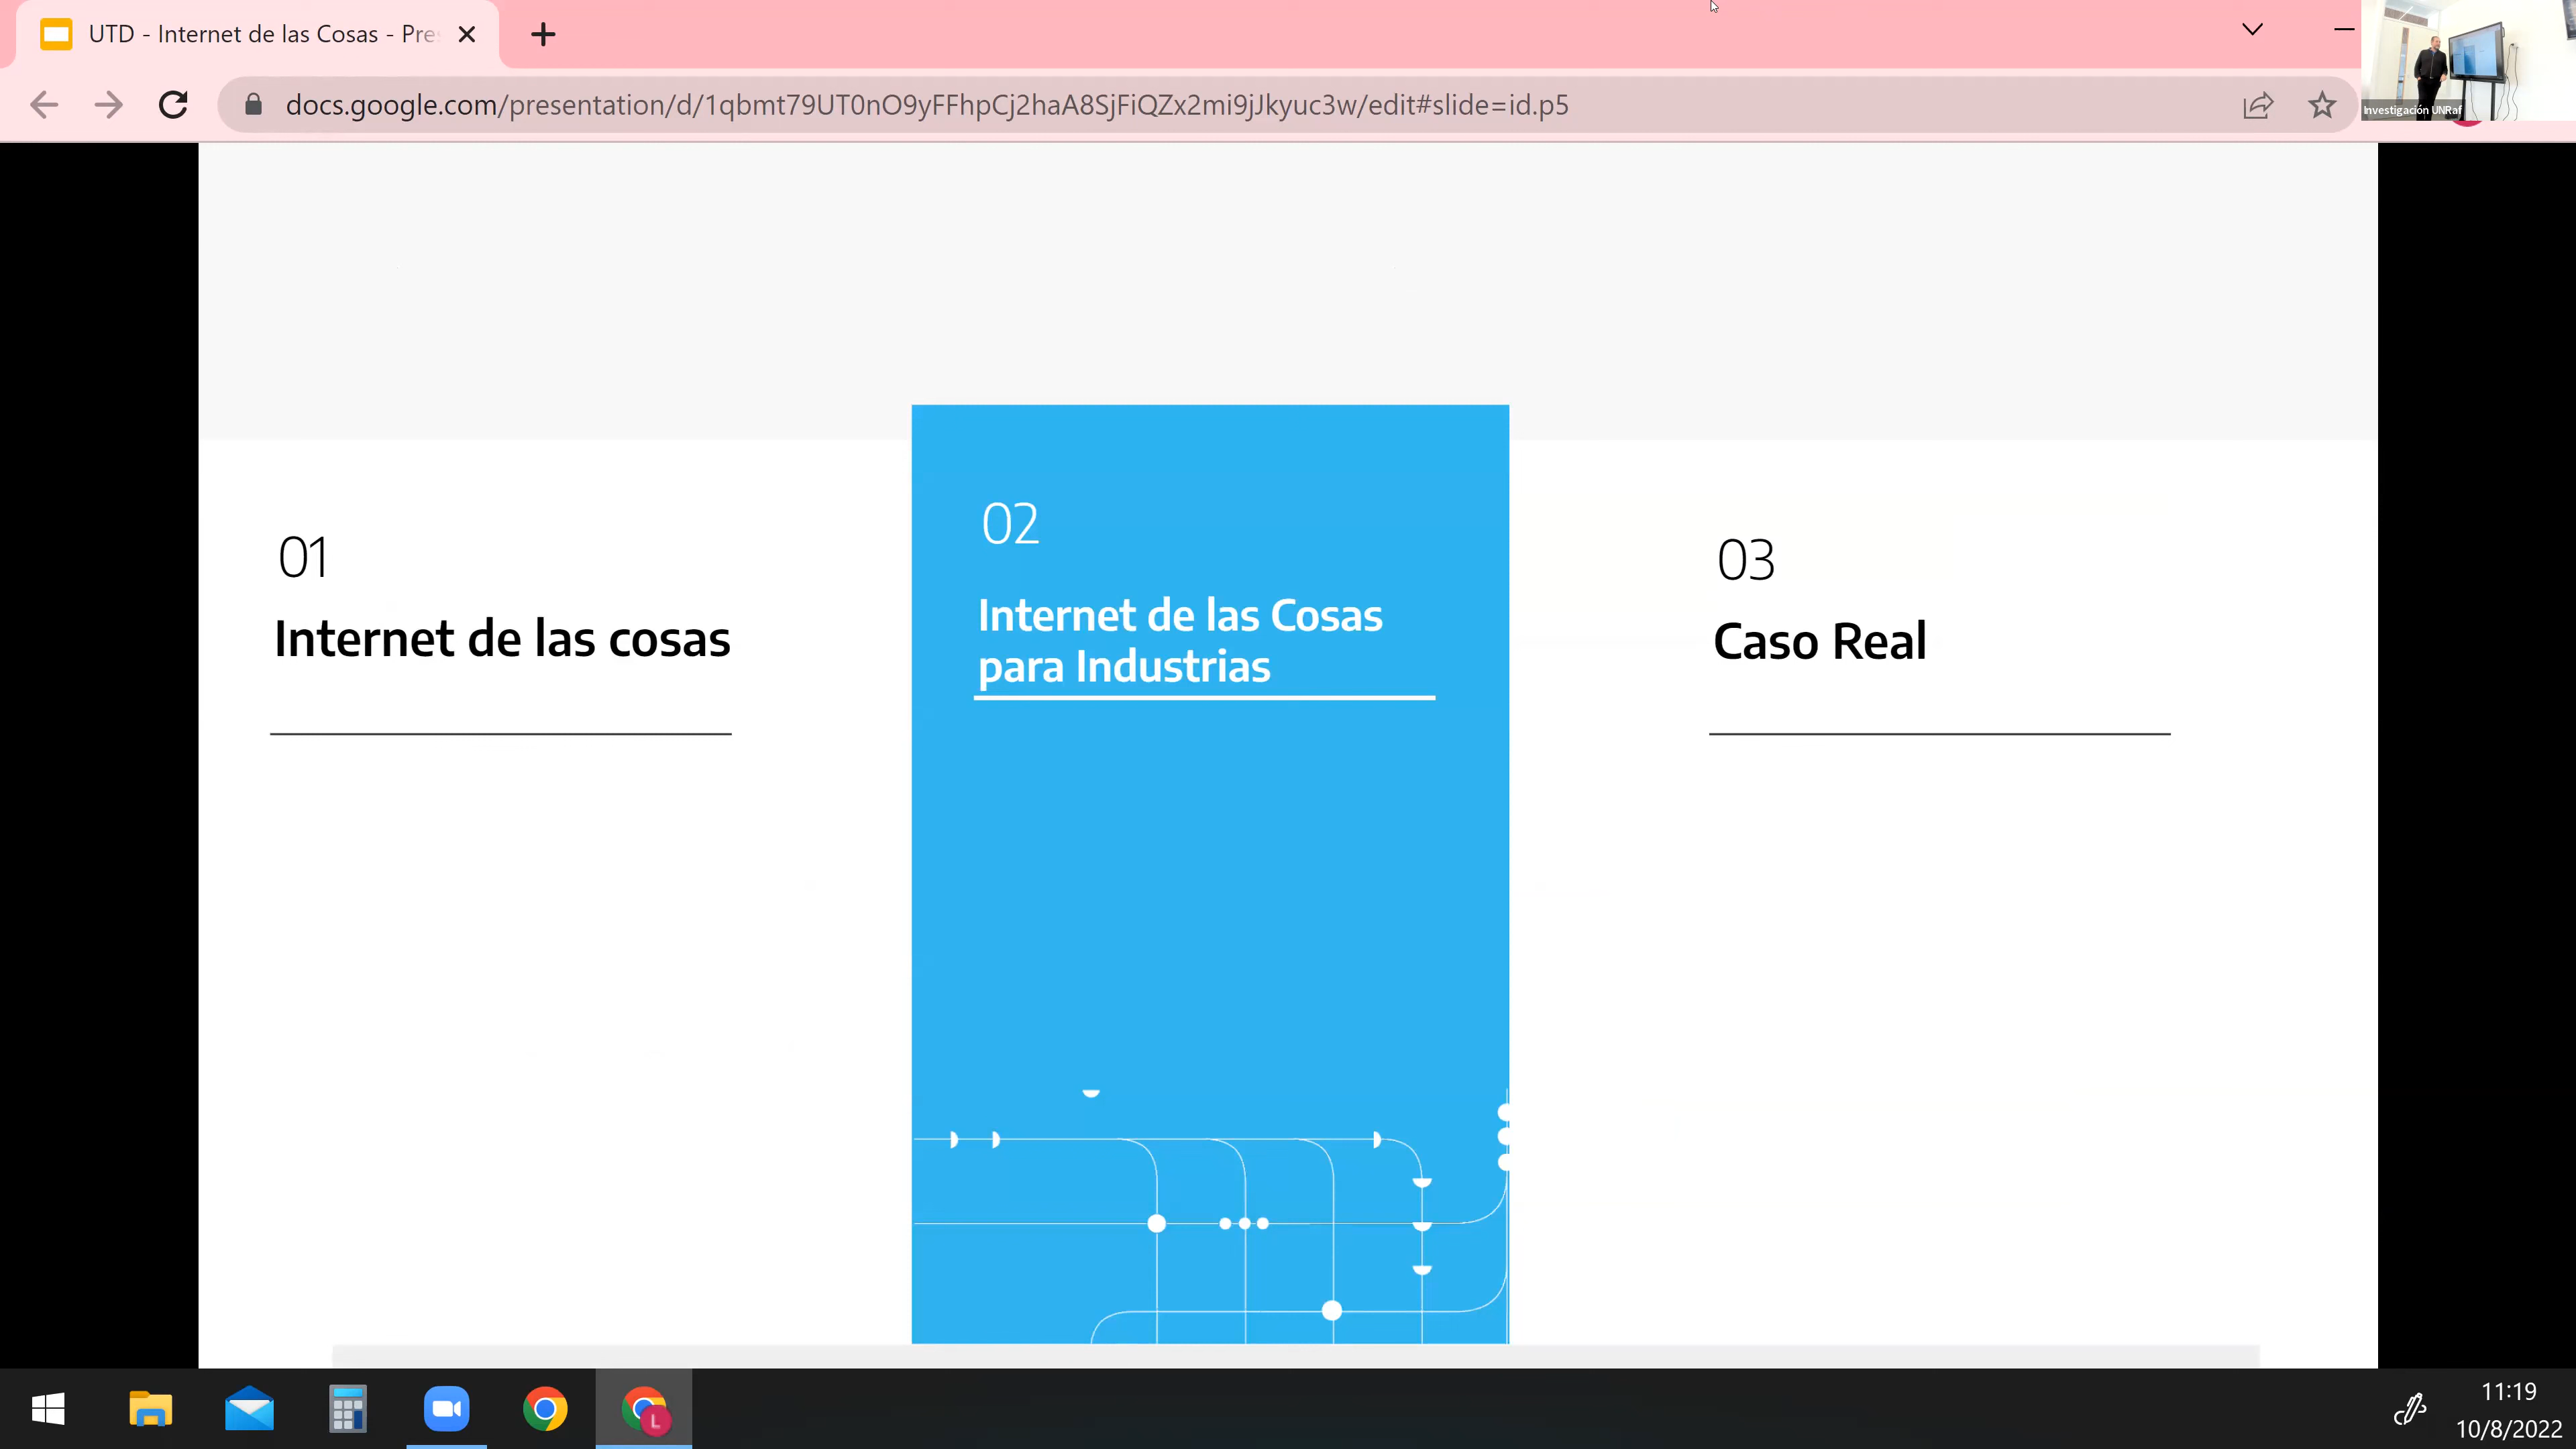 UTD - Internet de las Cosas - Pre
docs.google.com/presentation/d/1qbmt79UT0nO9yFFhpCj2haA8SjFiQZx2mi9jJkyuc3w/edit#slide=id.p5
Investigación UNRaf
01
Internet de las cosas
02
Internet de las Cosas
para Industrias
03
Caso Real
L
11:19
10/8/2022